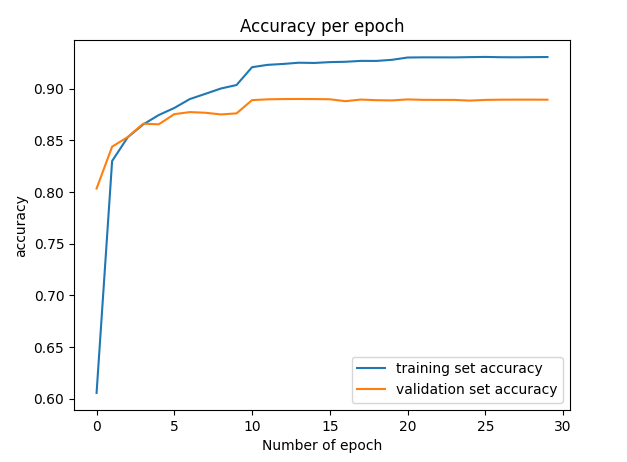 Accuracy per epoch
accuracy
0.90
0.85
0.80
0.75
0.70
0.65
0.60
training set accuracy
validation set accuracy
0 5 10 15 20 25 30
Number of epoch